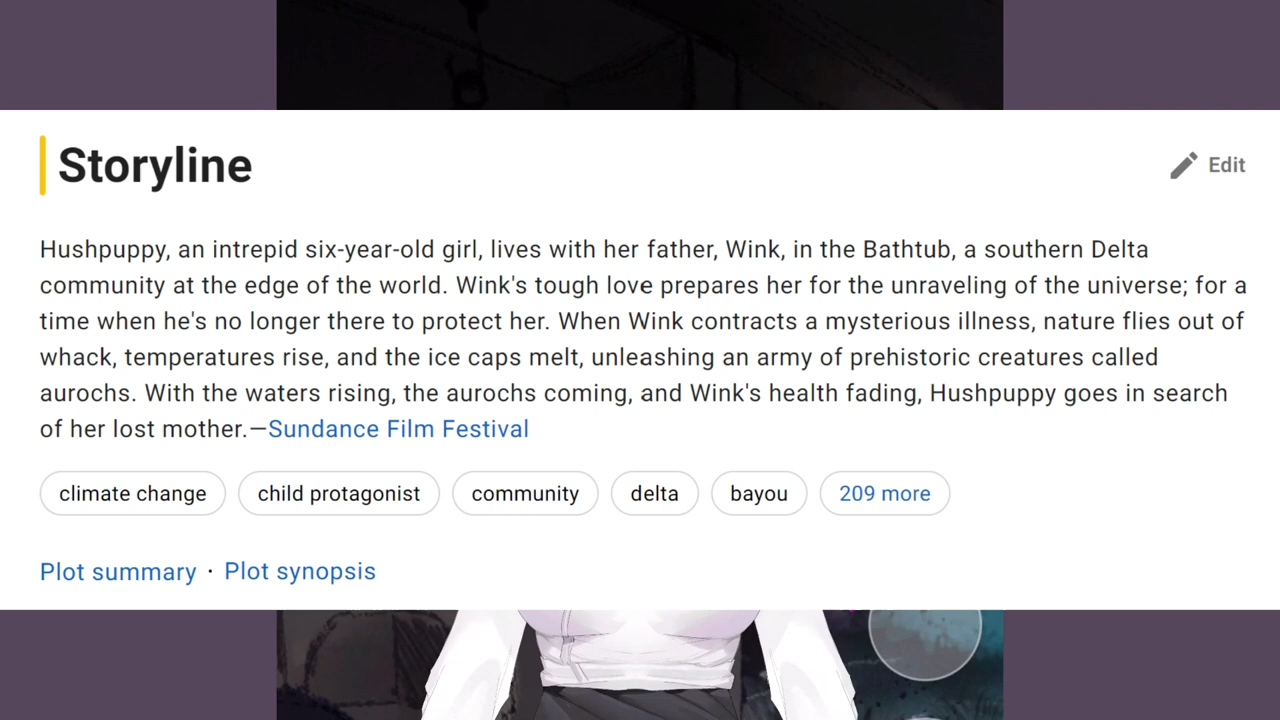 Storyline
Edit
Hushpuppy, an intrepid six-year-old girl, lives with her father, Wink, in the Bathtub, a southern Delta
community at the edge of the world. Wink's tough love prepares her for the unraveling of the universe; for a
time when he's no longer there to protect her. When Wink contracts a mysterious illness, nature flies out of
whack, temperatures rise, and the ice caps melt, unleashing an army of prehistoric creatures called
aurochs. With the waters rising, the aurochs coming, and Wink's health fading, Hushpuppy goes in search
of her lost mother.—Sundance Film Festival
climate change child protagonist community delta bayou 209 more
Plot summary · Plot synopsis